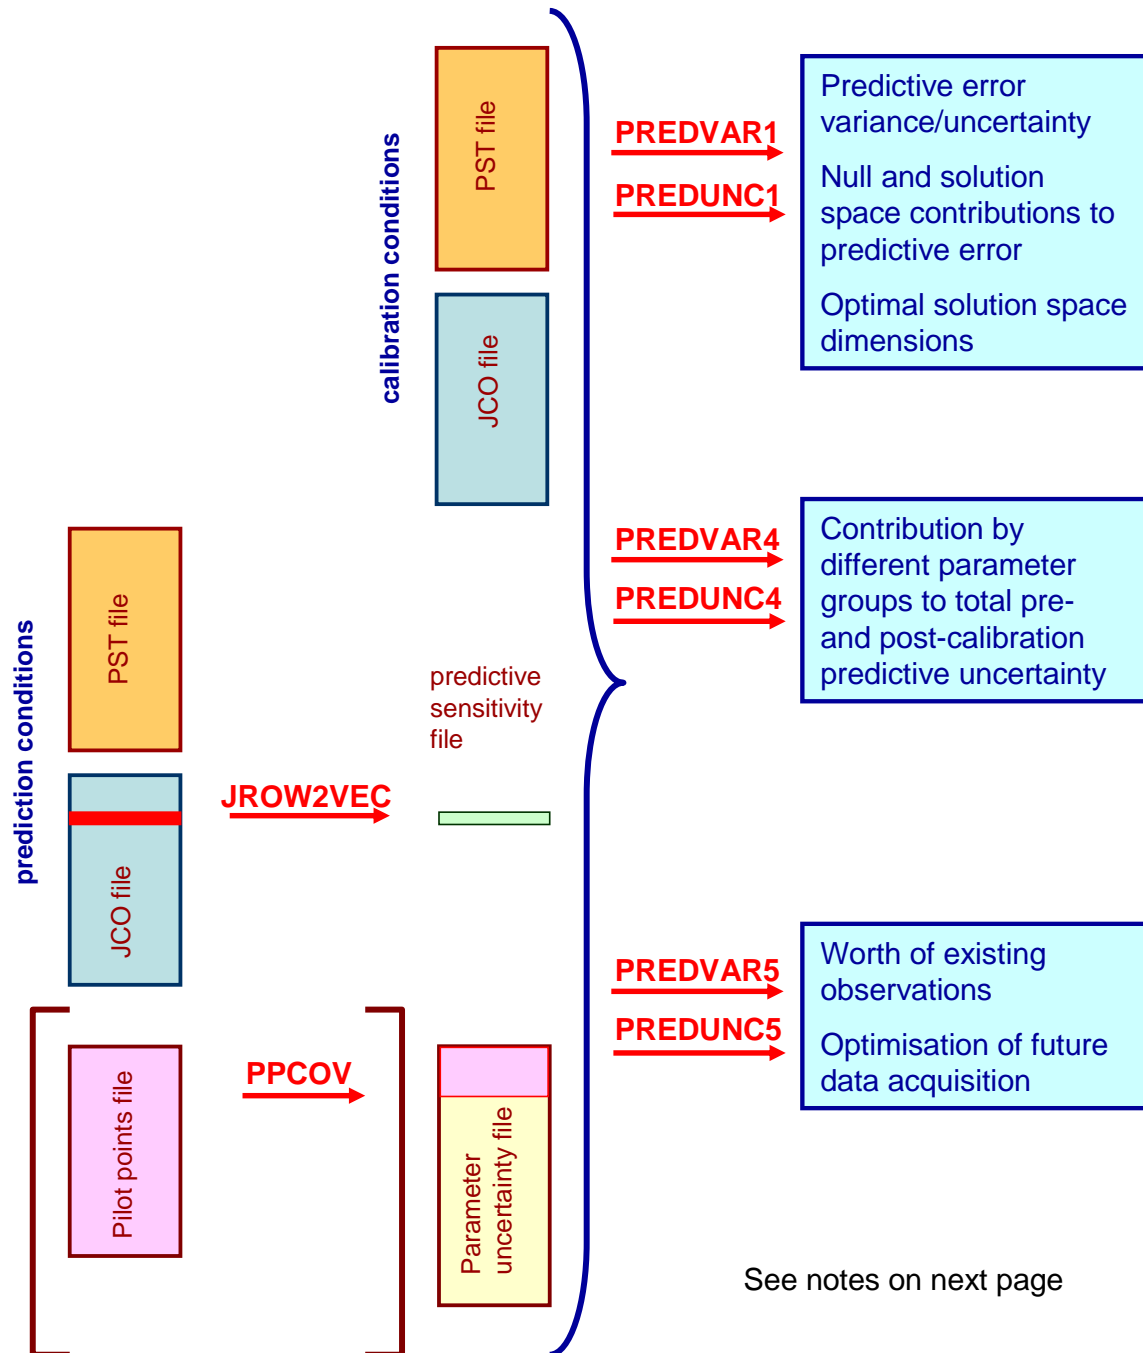 calibration conditions
PST file
JCO file
PREDVAR1
PREDUNC1
Predictive error
variance/uncertainty
Null and solution
space contributions to
predictive error
Optimal solution space
dimensions
prediction conditions
PST file
JCO file
JROW2VEC
predictive
sensitivity
file
PREDVAR4
PREDUNC4
Contribution by
different parameter
groups to total pre-
and post-calibration
predictive uncertainty
Pilot points file
PPCOV
Parameter
uncertainty file
PREDVAR5
PREDUNC5
Worth of existing
observations
Optimisation of future
data acquisition
See notes on next page